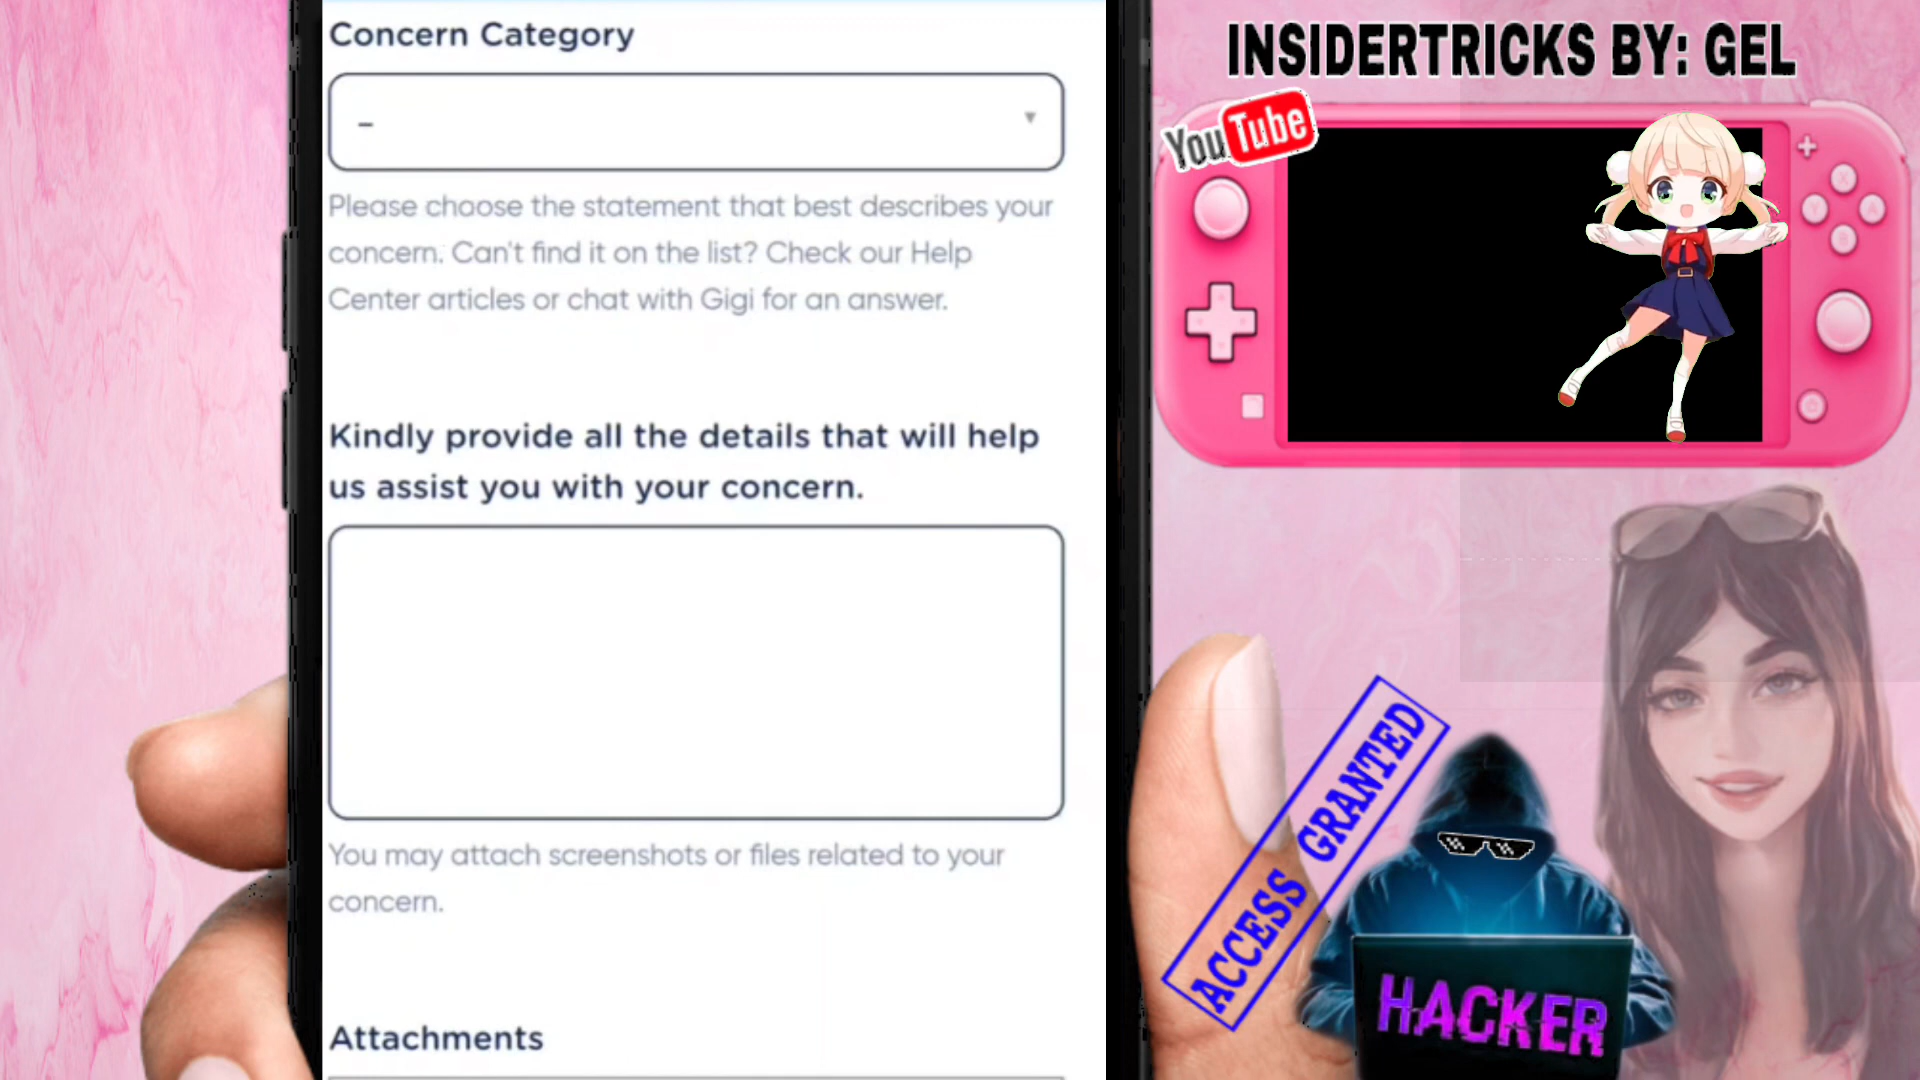 Concern Category
–
Please choose the statement that best describes your
concern. Can't find it on the list? Check our Help
Center articles or chat with Gigi for an answer.
Kindly provide all the details that will help
us assist you with your concern.
You may attach screenshots or files related to your
concern.
Attachments
INSIDERTRICKS BY: GEL
YouTube
X
Y
A
B
ACCESS GRANTED
HACKER